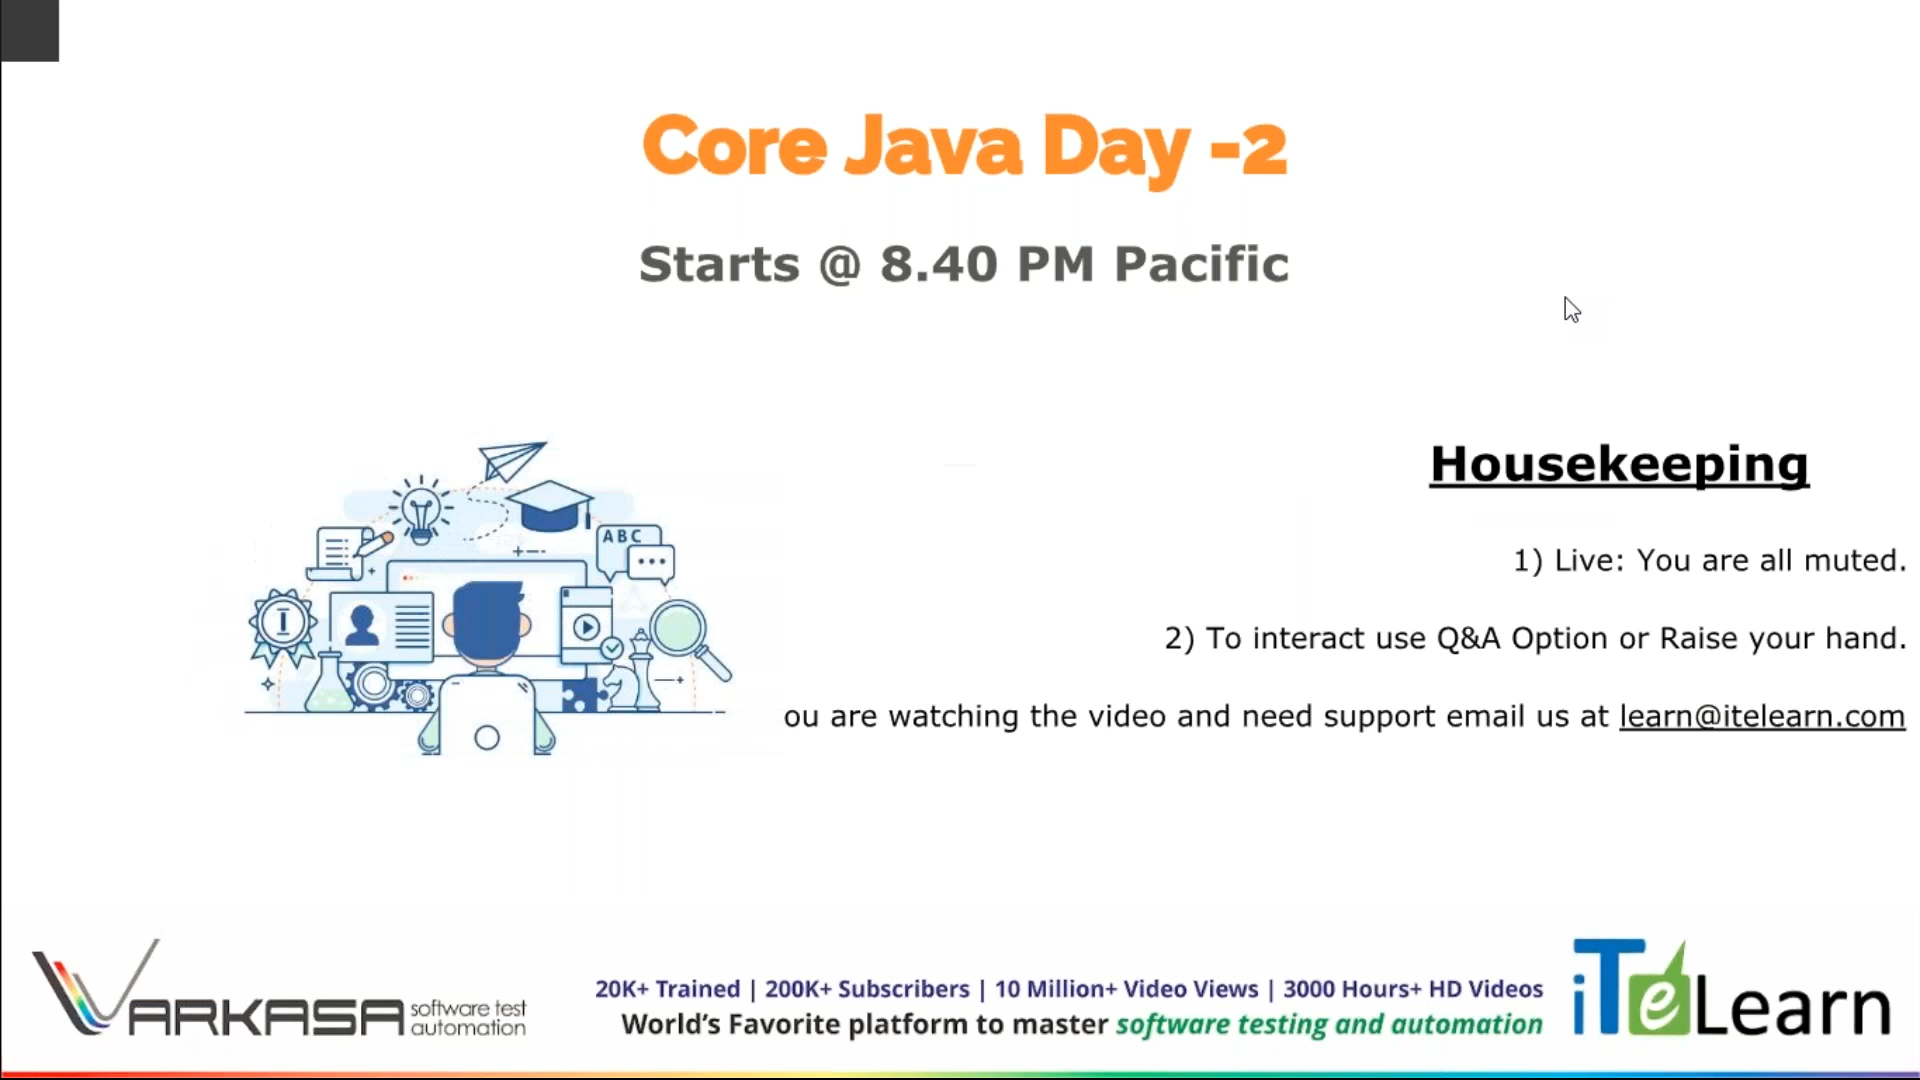 Core Java Day -2
Starts @ 8.40 PM Pacific
Housekeeping
1) Live: You are all muted.
2) To interact use Q&A Option or Raise your hand.
ou are watching the video and need support email us at learn@itelearn.com
ABC
VARKASA software test automation
20K+ Trained | 200K+ Subscribers | 10 Million+ Video Views | 3000 Hours+ HD Videos
World's Favorite platform to master software testing and automation
iTeLearn